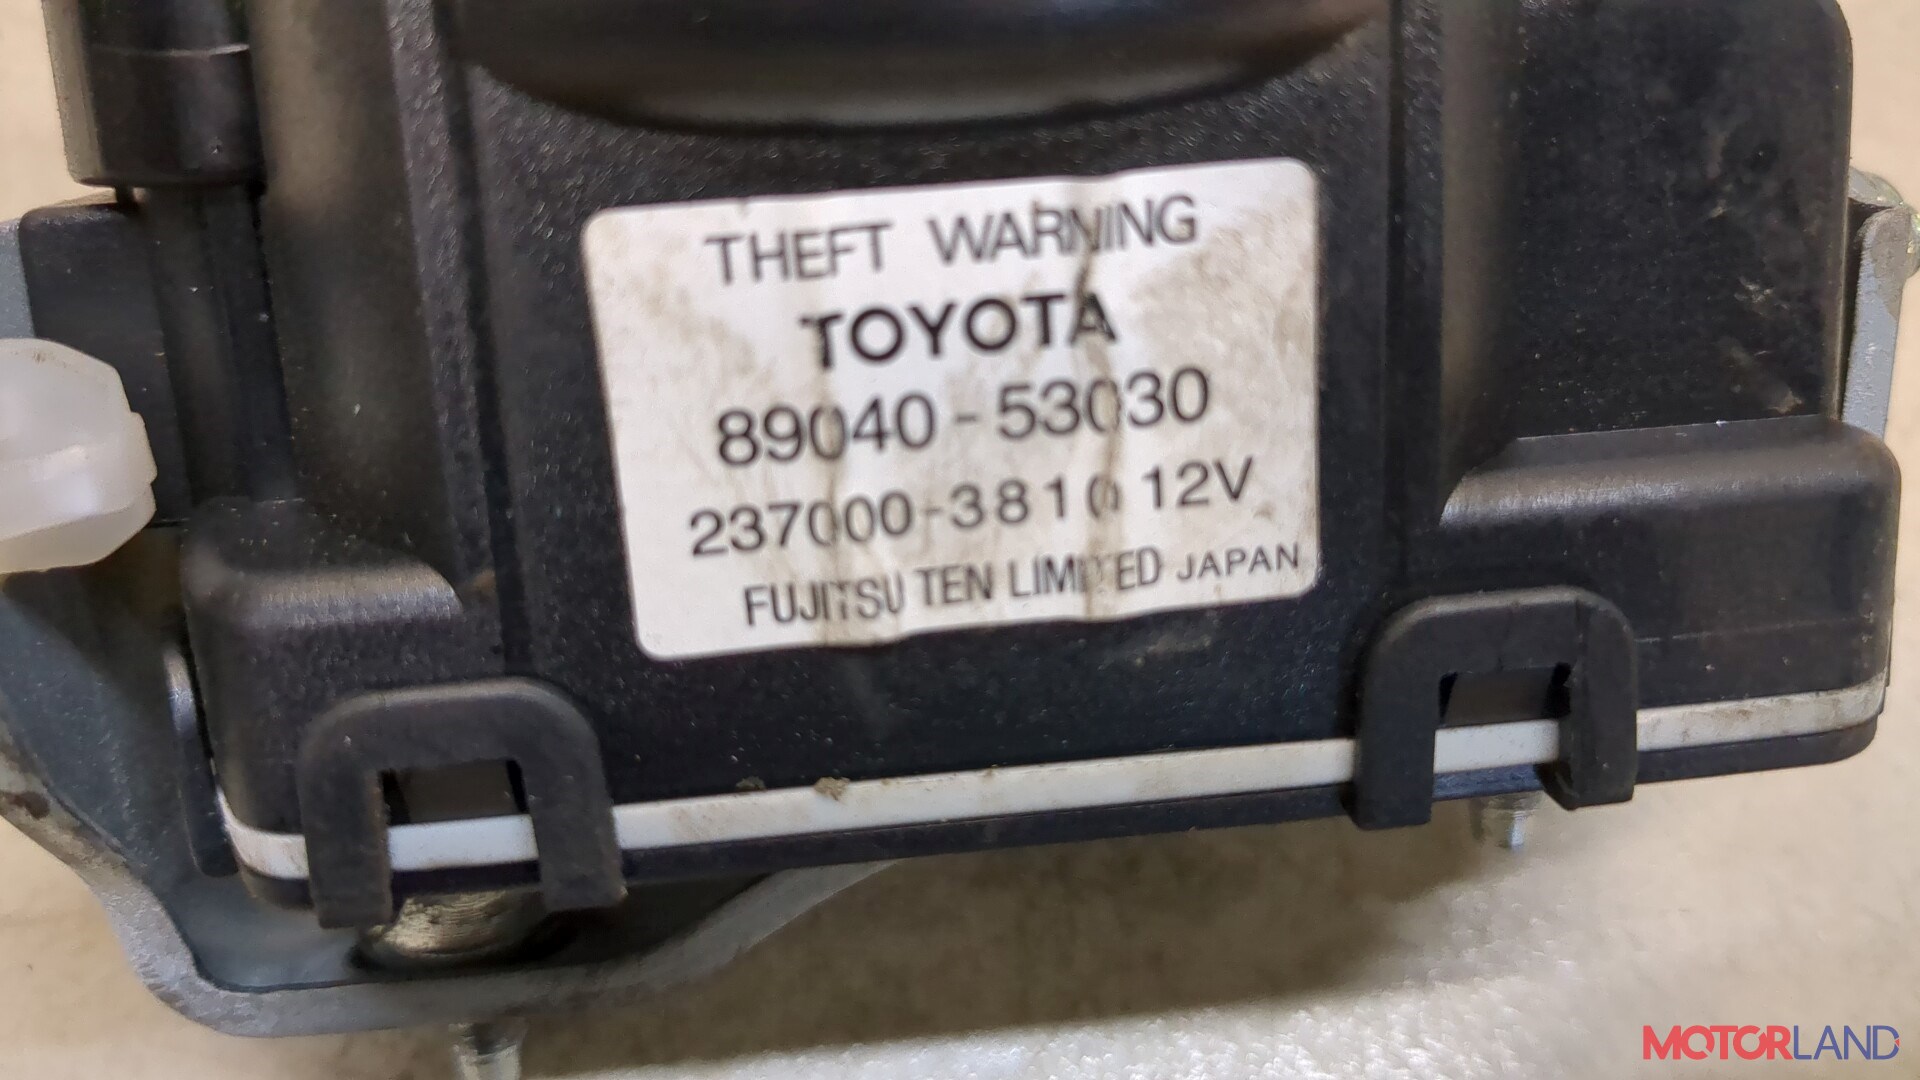 THEFT WARNING
TOYOTA
89040-53030
237000-3810 12V
FUJITSU TEN LIMITED JAPAN
MOTORLAND